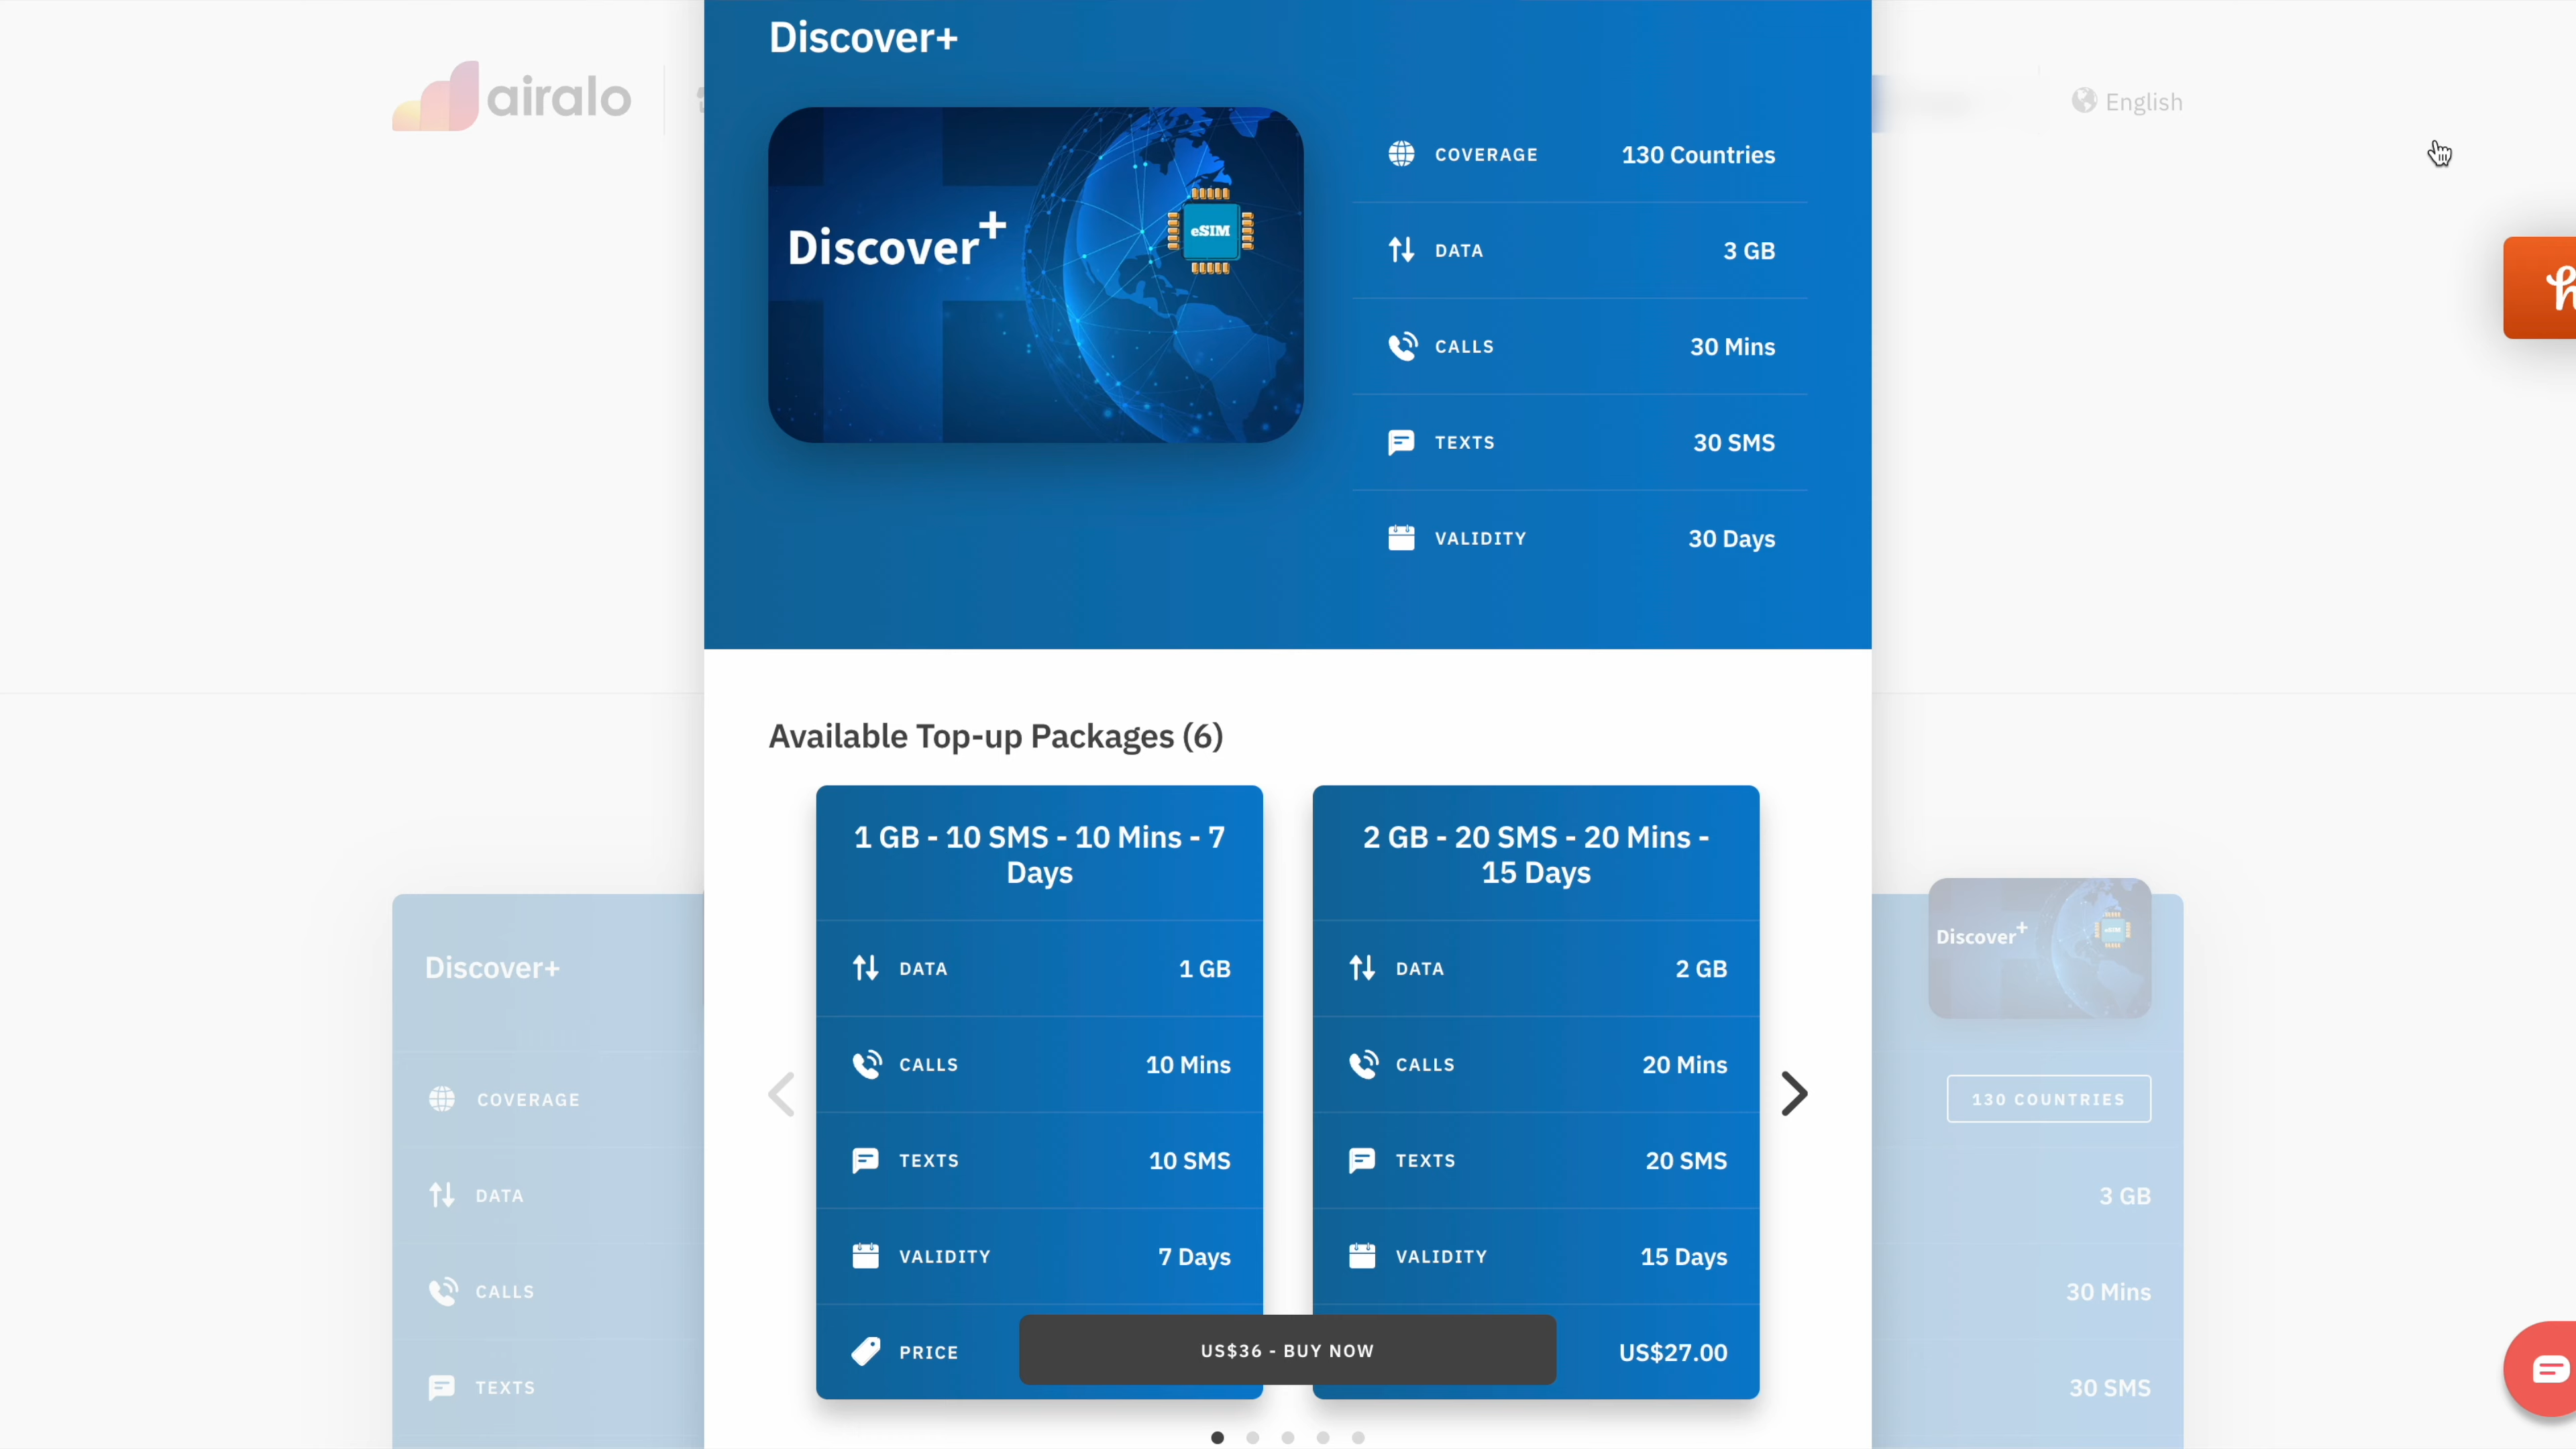 Discover+
airalo
English
Discover+
eSIM
COVERAGE 130 Countries
DATA 3 GB
CALLS 30 Mins
TEXTS 30 SMS
VALIDITY 30 Days
Available Top-up Packages (6)
1 GB - 10 SMS - 10 Mins - 7
Days
DATA 1 GB
CALLS 10 Mins
TEXTS 10 SMS
VALIDITY 7 Days
PRICE
2 GB - 20 SMS - 20 Mins -
15 Days
DATA 2 GB
CALLS 20 Mins
TEXTS 20 SMS
VALIDITY 15 Days
US$27.00
US$36 - BUY NOW
Discover+
COVERAGE
DATA
CALLS
TEXTS
Discover+
eSIM
130 COUNTRIES
3 GB
30 Mins
30 SMS